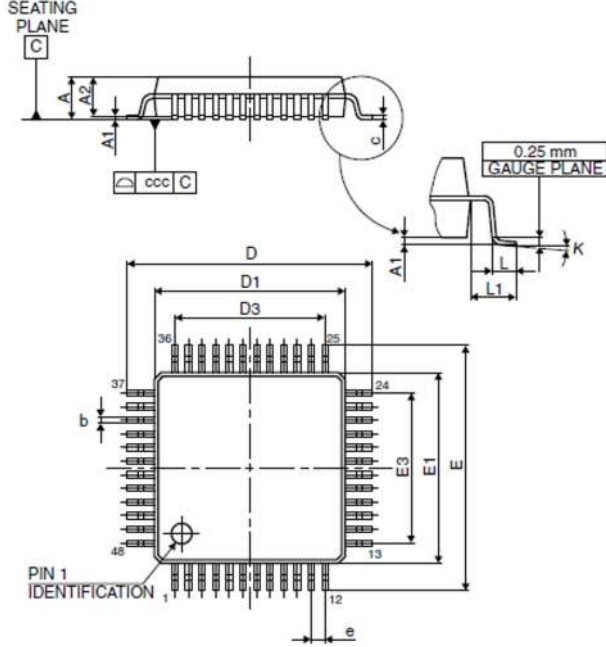 SEATING
PLANE
C
A
A2
A1
c
ccc C
0.25 mm
GAUGE PLANE
A1
L
L1
K
D
D1
D3
36
25
37
24
b
E3
E1
E
48
13
PIN 1
IDENTIFICATION
1
12
e